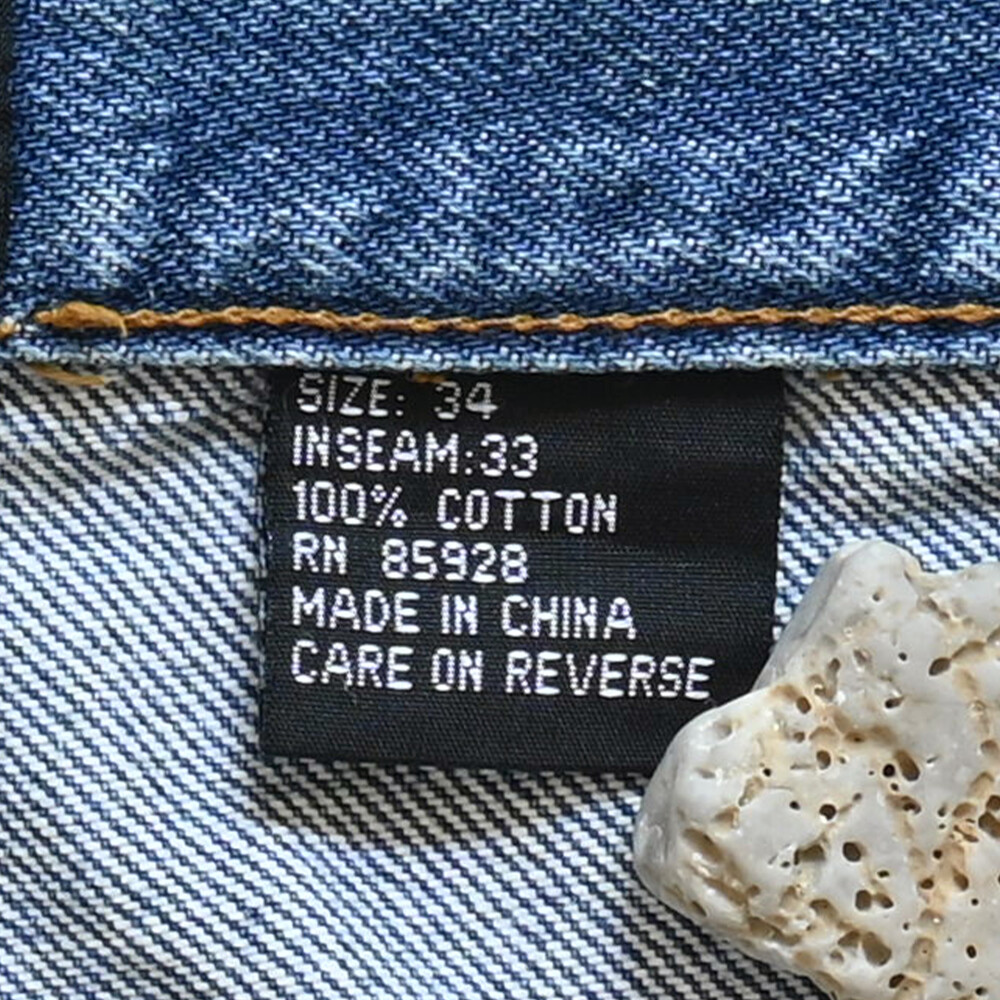 SIZE: 34
INSEAM:33
100% COTTON
RN 85928
MADE IN CHINA
CARE ON REVERSE